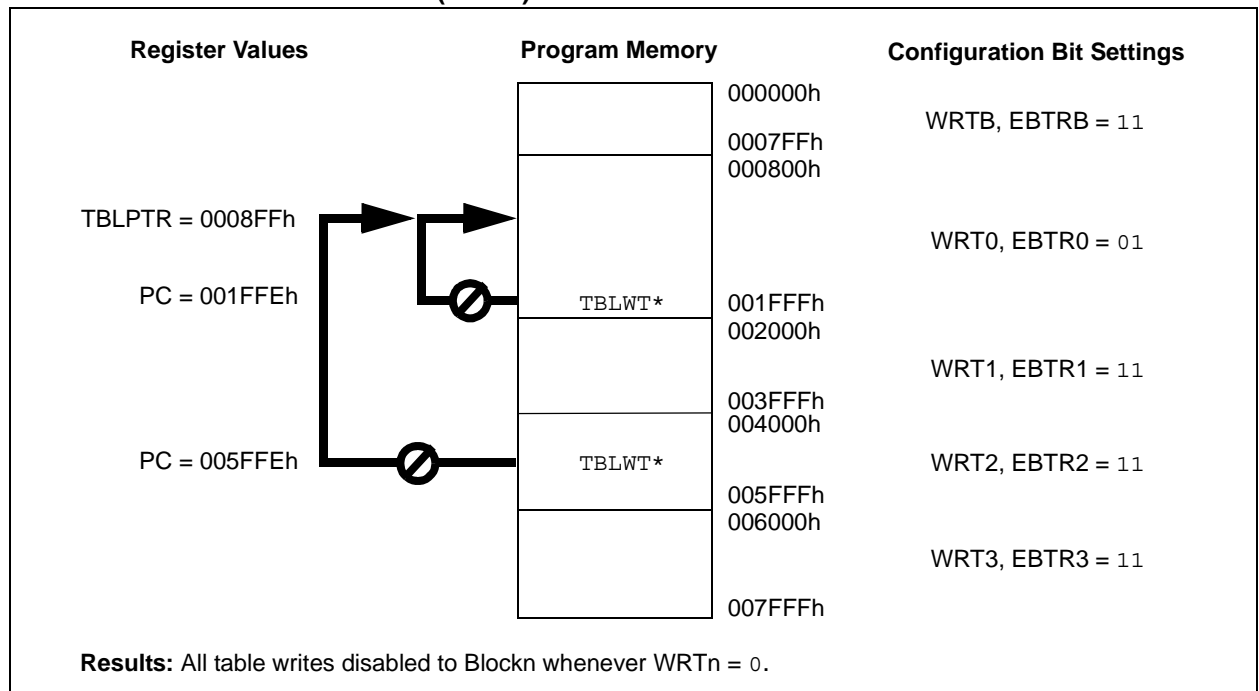 Register Values Program Memory Configuration Bit Settings
000000h
WRTB, EBTRB = 11
0007FFh
000800h
TBLPTR = 0008FFh
WRT0, EBTR0 = 01
PC = 001FFEh TBLWT* 001FFFh
002000h
WRT1, EBTR1 = 11
003FFFh
004000h
PC = 005FFEh TBLWT* WRT2, EBTR2 = 11
005FFFh
006000h
WRT3, EBTR3 = 11
007FFFh
Results: All table writes disabled to Blockn whenever WRTn = 0.